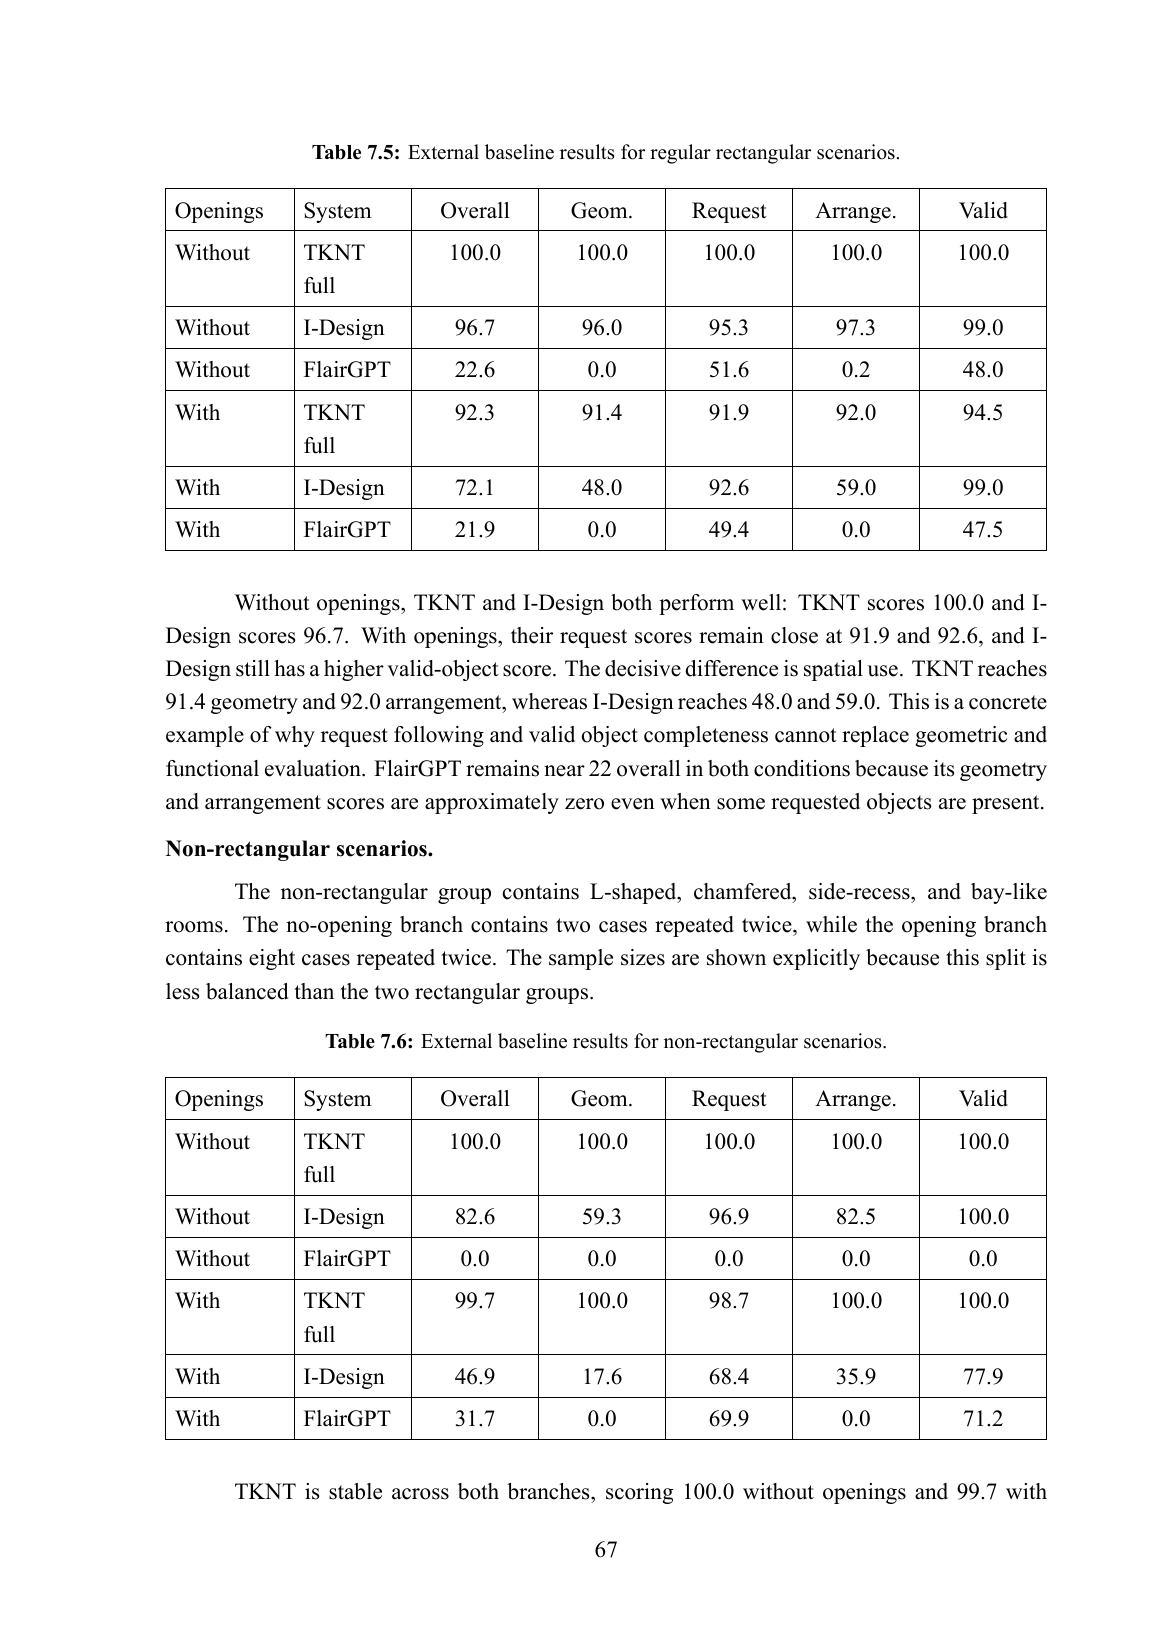 Table 7.5: External baseline results for regular rectangular scenarios.
Openings System Overall Geom. Request Arrange. Valid
Without TKNT full 100.0 100.0 100.0 100.0 100.0
Without I-Design 96.7 96.0 95.3 97.3 99.0
Without FlairGPT 22.6 0.0 51.6 0.2 48.0
With TKNT full 92.3 91.4 91.9 92.0 94.5
With I-Design 72.1 48.0 92.6 59.0 99.0
With FlairGPT 21.9 0.0 49.4 0.0 47.5
Without openings, TKNT and I-Design both perform well: TKNT scores 100.0 and I-
Design scores 96.7. With openings, their request scores remain close at 91.9 and 92.6, and I-
Design still has a higher valid-object score. The decisive difference is spatial use. TKNT reaches
91.4 geometry and 92.0 arrangement, whereas I-Design reaches 48.0 and 59.0. This is a concrete
example of why request following and valid object completeness cannot replace geometric and
functional evaluation. FlairGPT remains near 22 overall in both conditions because its geometry
and arrangement scores are approximately zero even when some requested objects are present.
Non-rectangular scenarios.
The non-rectangular group contains L-shaped, chamfered, side-recess, and bay-like
rooms. The no-opening branch contains two cases repeated twice, while the opening branch
contains eight cases repeated twice. The sample sizes are shown explicitly because this split is
less balanced than the two rectangular groups.
Table 7.6: External baseline results for non-rectangular scenarios.
Openings System Overall Geom. Request Arrange. Valid
Without TKNT full 100.0 100.0 100.0 100.0 100.0
Without I-Design 82.6 59.3 96.9 82.5 100.0
Without FlairGPT 0.0 0.0 0.0 0.0 0.0
With TKNT full 99.7 100.0 98.7 100.0 100.0
With I-Design 46.9 17.6 68.4 35.9 77.9
With FlairGPT 31.7 0.0 69.9 0.0 71.2
TKNT is stable across both branches, scoring 100.0 without openings and 99.7 with
67